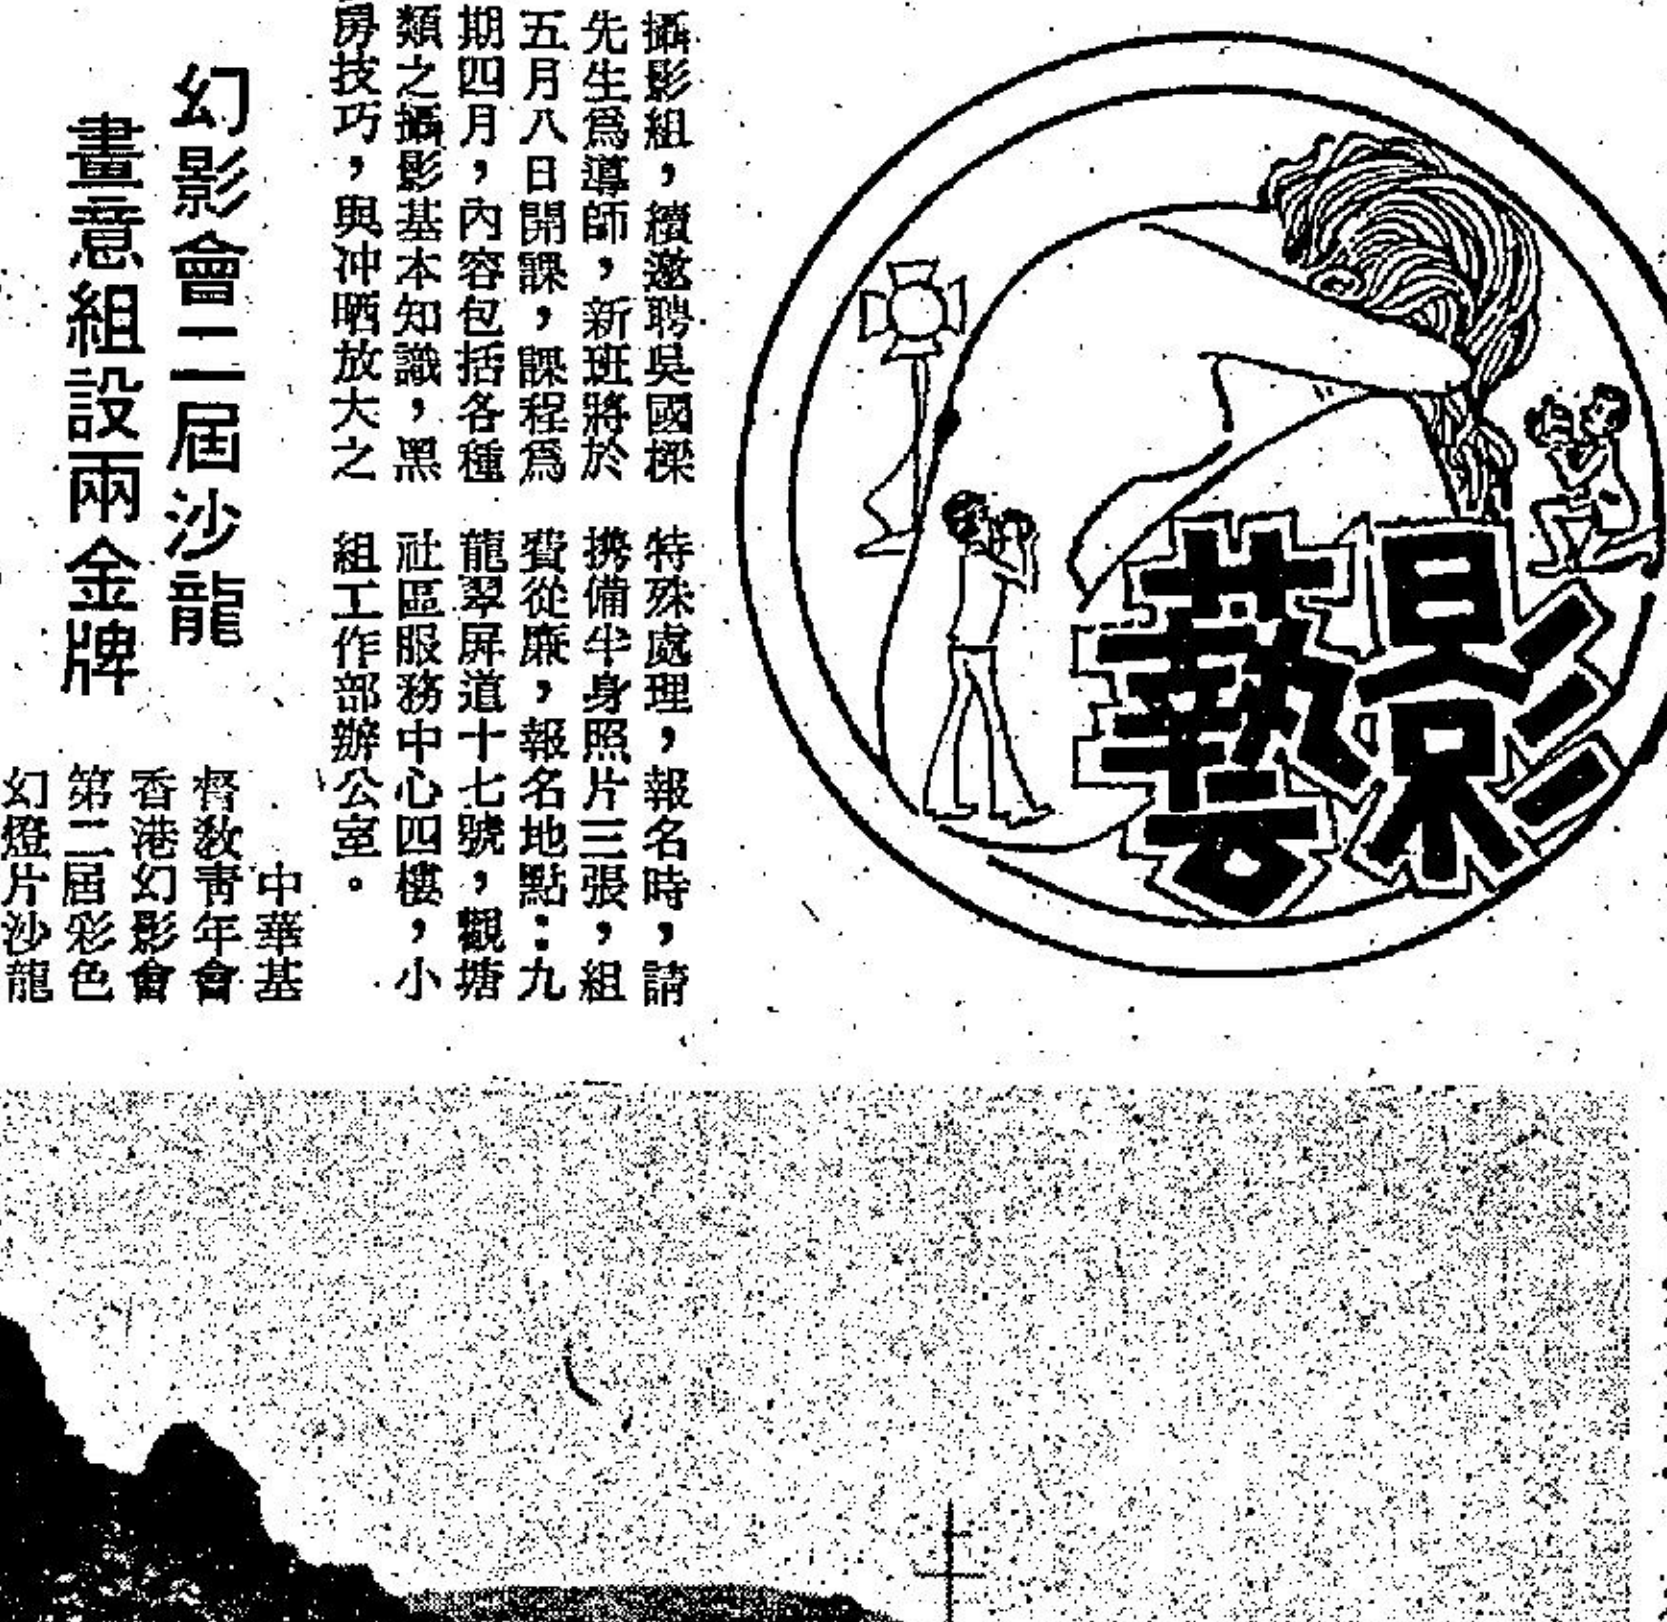 影藝
攝影組，續邀聘吳國樑
先生爲導師，新班將於
五月八日開課，課程爲
期四月，內容包括各種
類之攝影基本知識，黑
房技巧，與冲晒放大之
特殊處理，報名時，請
携備半身照片三張，組
費從廉，報名地點：九
龍翠屏道十七號，觀塘
社區服務中心四樓，小
組工作部辦公室。
幻影會二屆沙龍
畫意組設兩金牌
中華基
督敎靑年會
香港幻影會
第二屆彩色
幻燈片沙龍